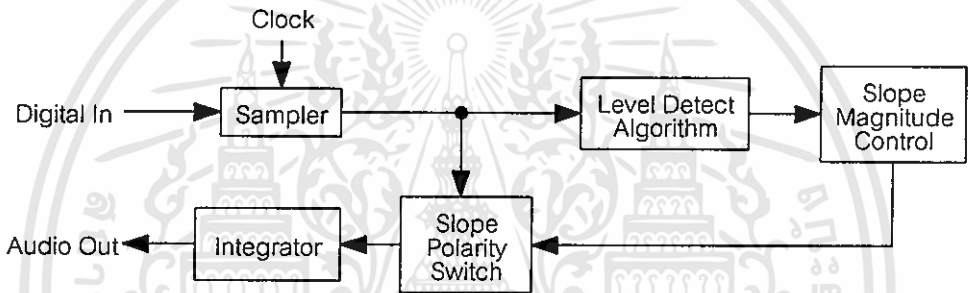 Clock
Digital In
Sampler
Level Detect
Algorithm
Slope
Magnitude
Control
Audio Out
Integrator
Slope
Polarity
Switch